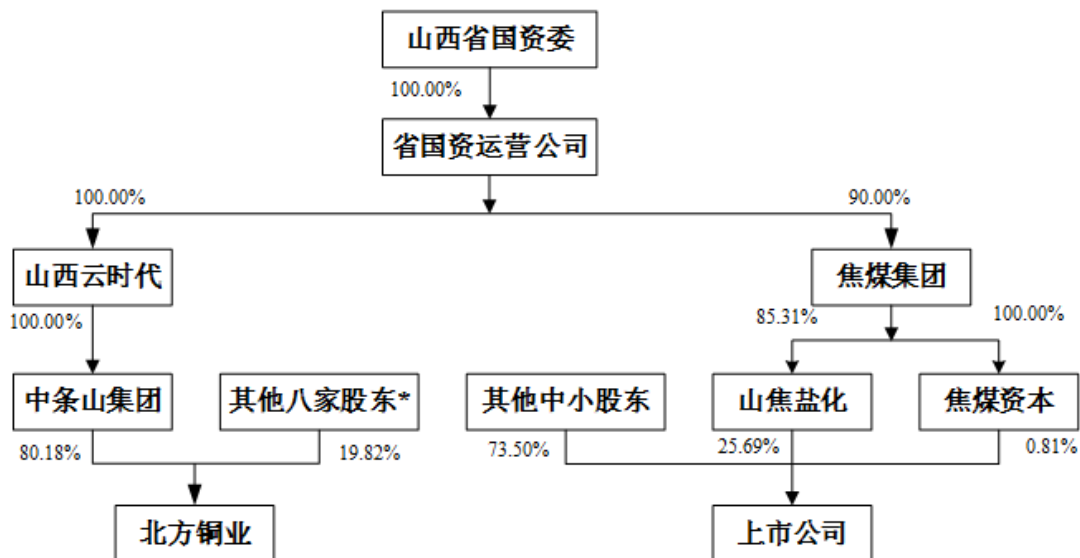 山西省国资委
100.00%
省国资运营公司
100.00%
90.00%
山西云时代
焦煤集团
100.00%
85.31%
100.00%
中条山集团
其他八家股东*
其他中小股东
山焦盐化
焦煤资本
80.18%
19.82%
73.50%
25.69%
0.81%
北方铜业
上市公司